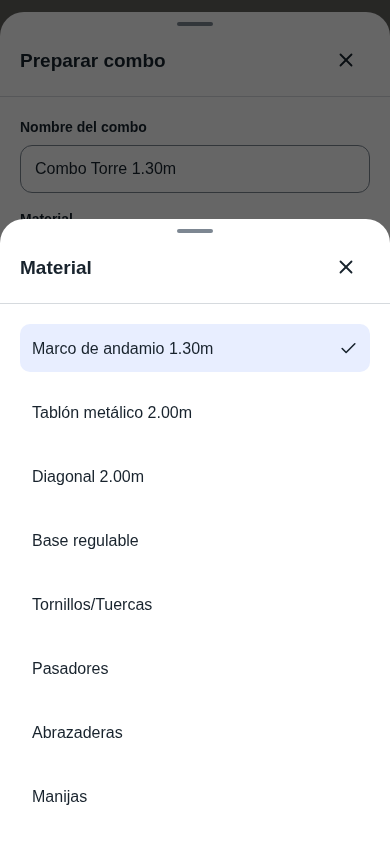 Preparar combo
Nombre del combo
Combo Torre 1.30m
Material
Material
Marco de andamio 1.30m
Tablón metálico 2.00m
Diagonal 2.00m
Base regulable
Tornillos/Tuercas
Pasadores
Abrazaderas
Manijas